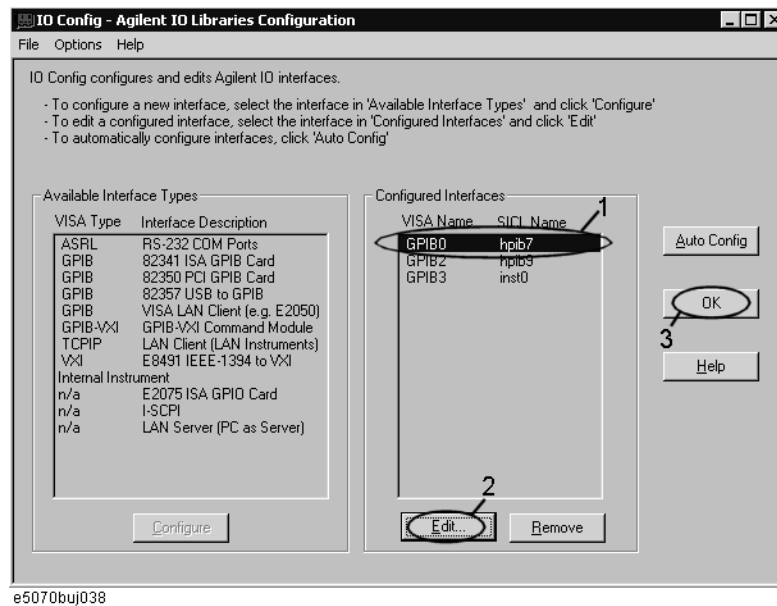 IO Config - Agilent IO Libraries Configuration
File Options Help
IO Config configures and edits Agilent IO interfaces.
- To configure a new interface, select the interface in 'Available Interface Types' and click 'Configure'
- To edit a configured interface, select the interface in 'Configured Interfaces' and click 'Edit'
- To automatically configure interfaces, click 'Auto Config'
Available Interface Types
VISA Type Interface Description
ASRL RS-232 COM Ports
GPIB 82341 ISA GPIB Card
GPIB 82350 PCI GPIB Card
GPIB 82357 USB to GPIB
GPIB VISA LAN Client (e.g. E2050)
GPIB-VXI GPIB-VXI Command Module
TCPIP LAN Client (LAN Instruments)
VXI E8491 IEEE-1394 to VXI
Internal Instrument
n/a E2075 ISA GPIO Card
n/a I-SCPI
n/a LAN Server (PC as Server)
Configure
Configured Interfaces
1
VISA Name SICL Name
GPIB0 hpib7
GPIB2 hpib9
GPIB3 inst0
2
Edit...
Remove
Auto Config
OK
3
Help
e5070buj038